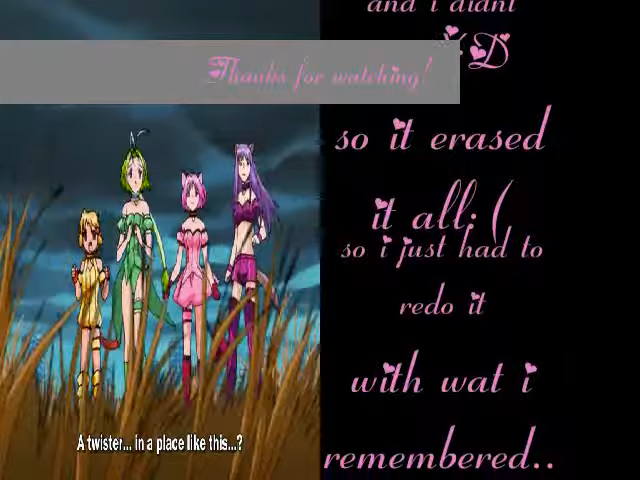 and i didnt
XD
Thanks for watching!
so it erased
it all:(
so i just had to
redo it
with wat i
remembered..
A twister... in a place like this...?